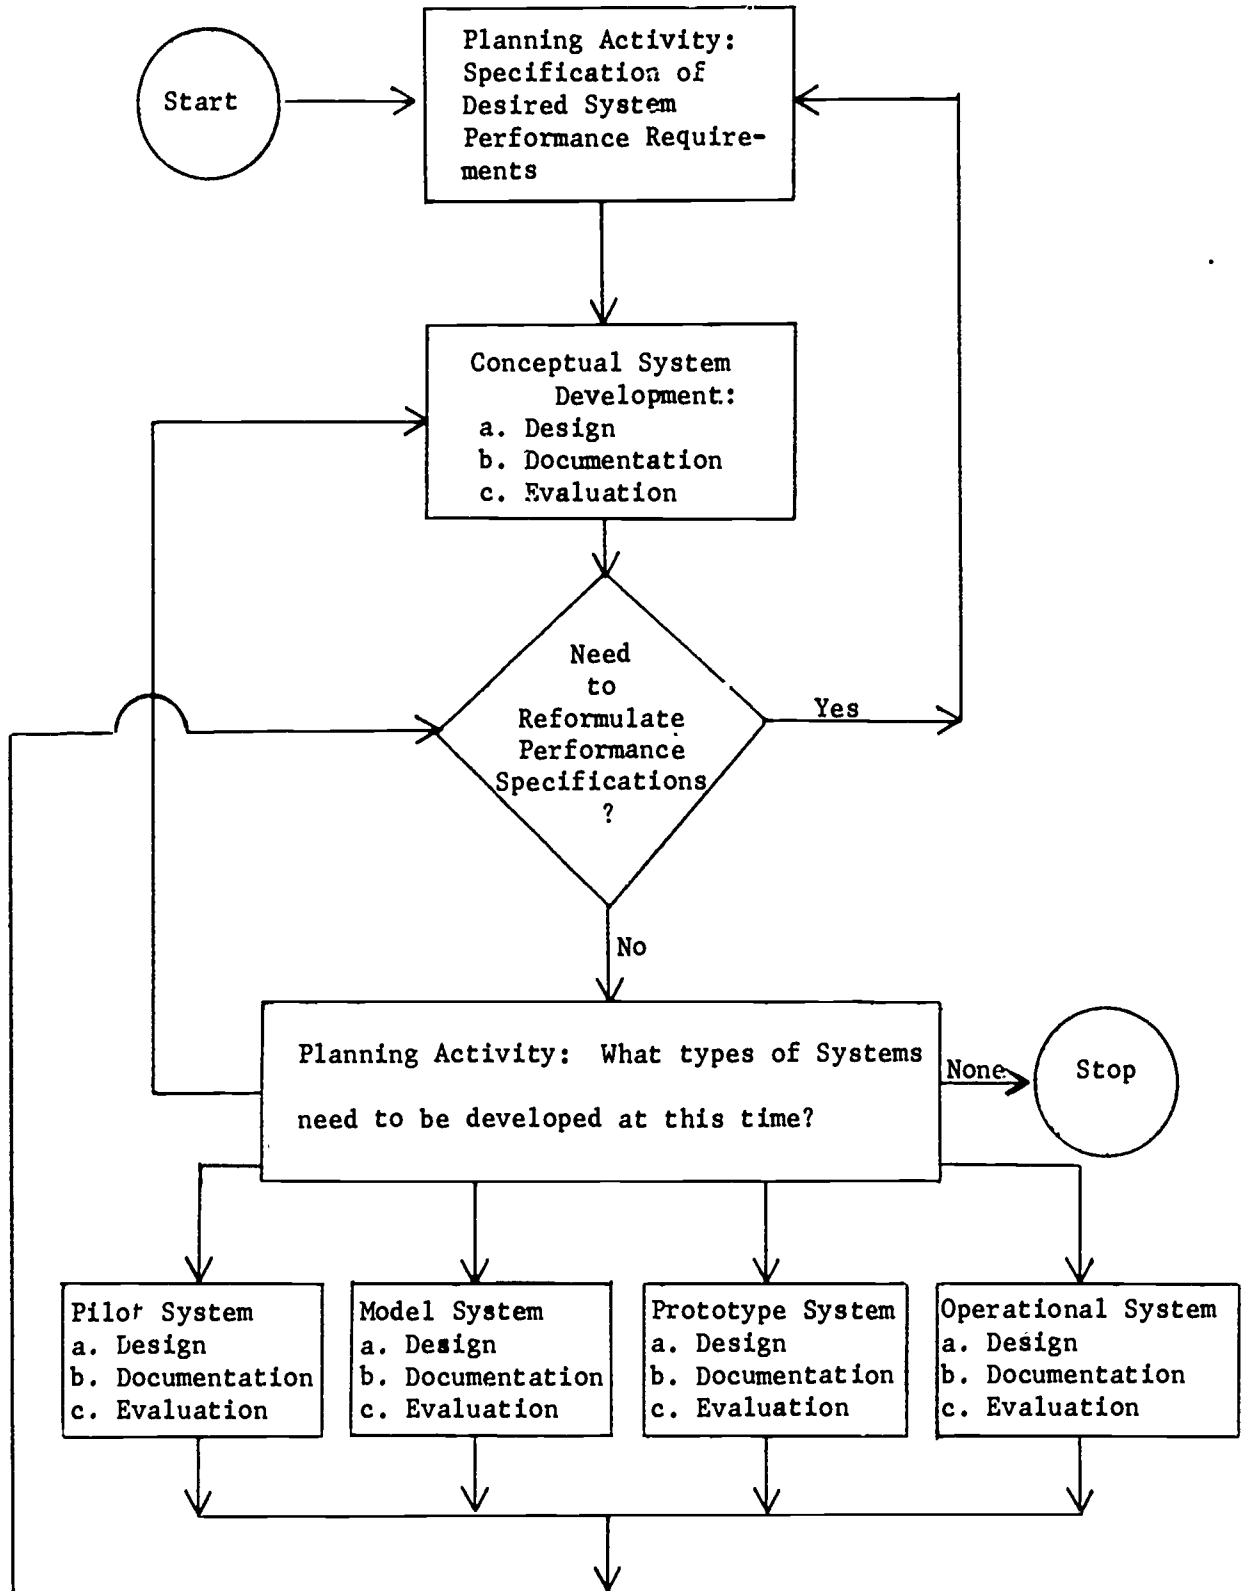 Start
Planning Activity:
Specification of
Desired System
Performance Require-
ments
Conceptual System
Development:
a. Design
b. Documentation
c. Evaluation
Need
to
Reformulate
Performance
Specifications
?
Yes
No
Planning Activity: What types of Systems
need to be developed at this time?
None
Stop
Pilot System
a. Design
b. Documentation
c. Evaluation
Model System
a. Design
b. Documentation
c. Evaluation
Prototype System
a. Design
b. Documentation
c. Evaluation
Operational System
a. Design
b. Documentation
c. Evaluation